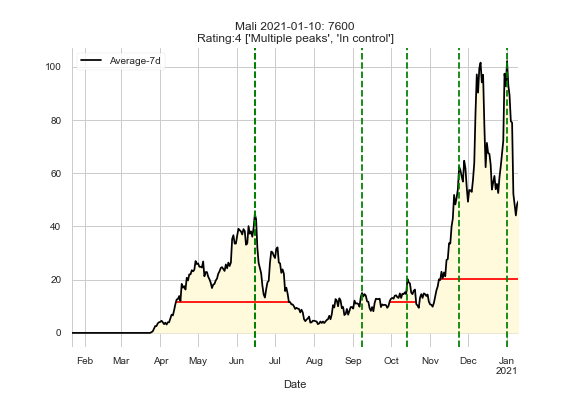 Mali 2021-01-10: 7600
Rating:4 ['Multiple peaks', 'In control']
Average-7d
100
80
60
40
20
0
Feb Mar Apr May Jun Jul Aug Sep Oct Nov Dec Jan
2021
Date